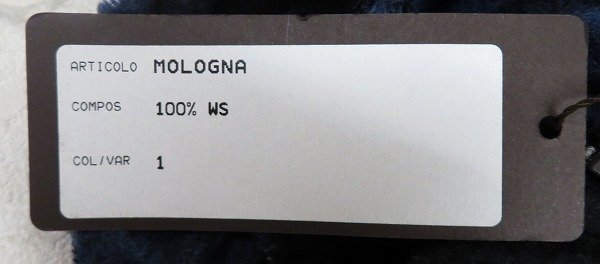 ARTICOLO MOLOGNA
COMPOS 100% WS
COL/VAR 1